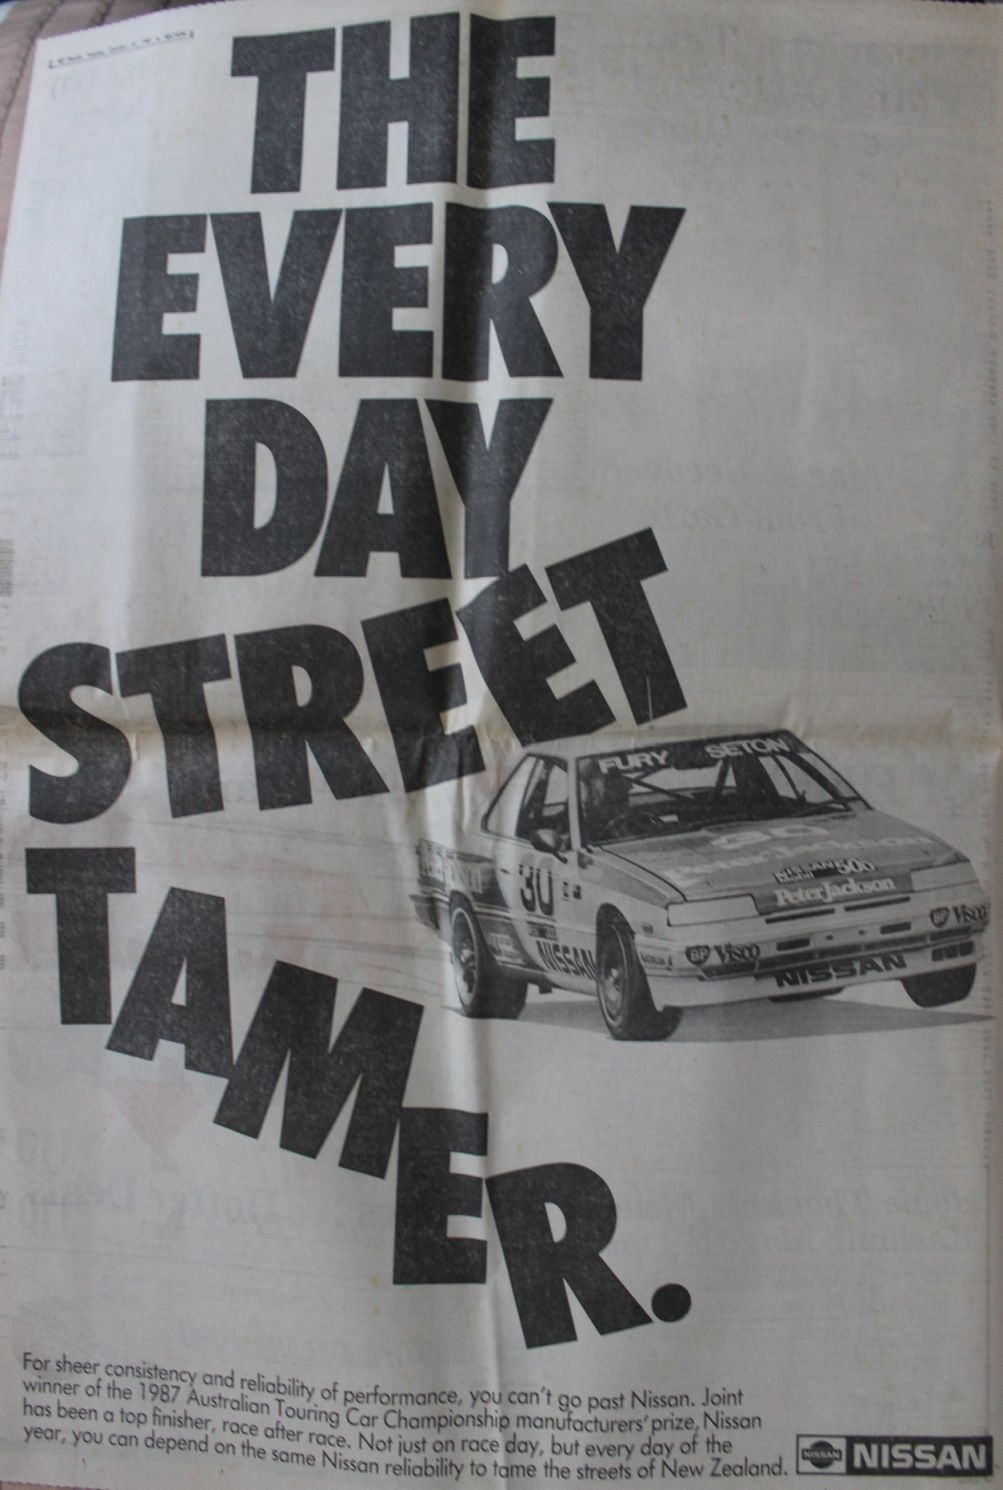 THE
EVERY
DAY
STREET
TAMER.
FURY SETON
30
Peter Jackson
NISSAN
500
Peter Jackson
30
NISSAN
BP Visco
BP Visco
NISSAN
For sheer consistency and reliability of performance, you can't go past Nissan. Joint
winner of the 1987 Australian Touring Car Championship manufacturers' prize, Nissan
has been a top finisher, race after race. Not just on race day, but every day of the
year, you can depend on the same Nissan reliability to tame the streets of New Zealand.
NISSAN NISSAN